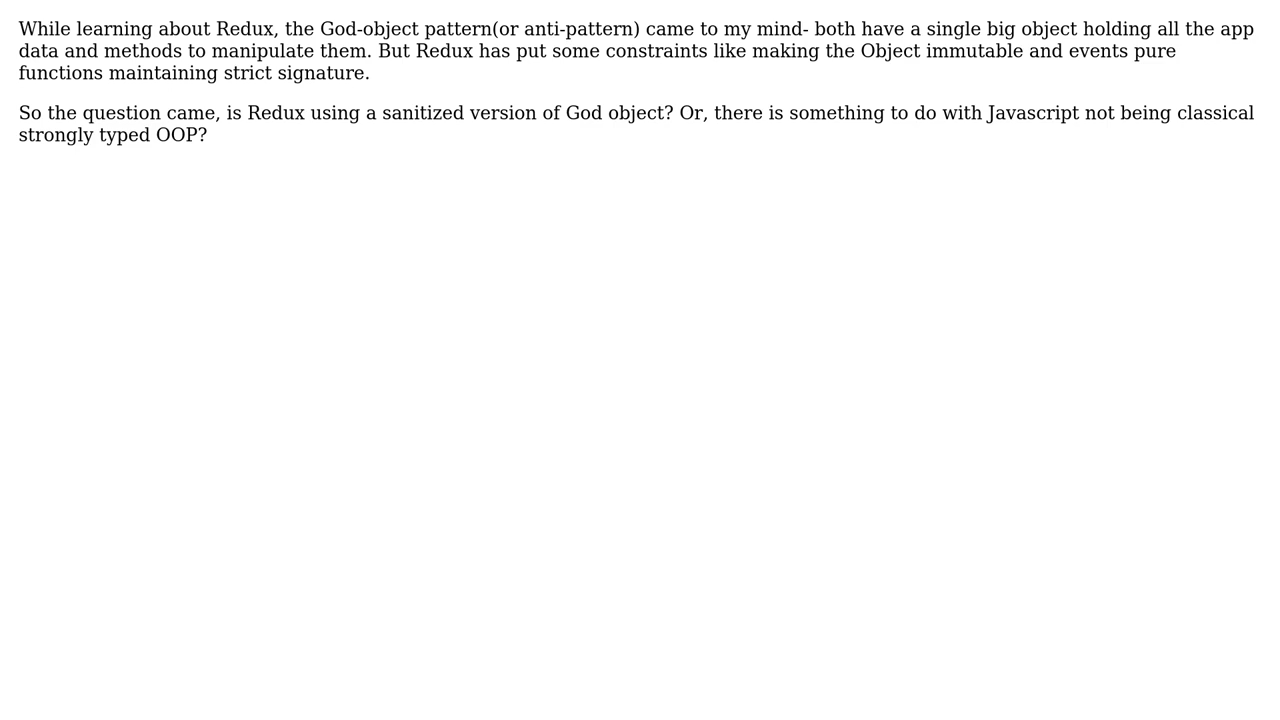 While learning about Redux, the God-object pattern(or anti-pattern) came to my mind- both have a single big object holding all the app
data and methods to manipulate them. But Redux has put some constraints like making the Object immutable and events pure
functions maintaining strict signature.
So the question came, is Redux using a sanitized version of God object? Or, there is something to do with Javascript not being classical
strongly typed OOP?